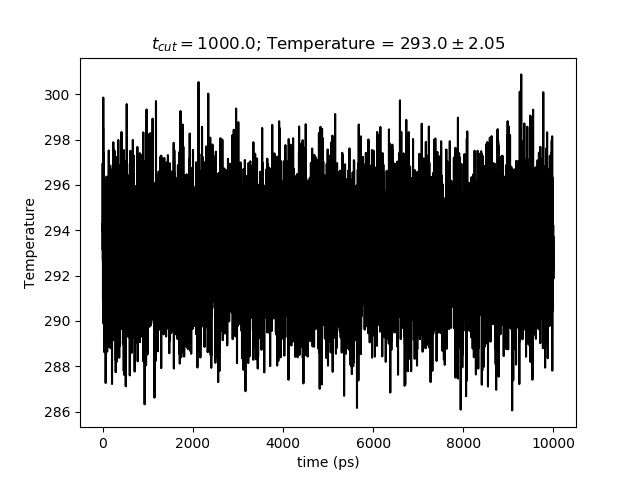 t_cut = 1000.0; Temperature = 293.0 ± 2.05
300
298
296
294
292
290
288
286
Temperature
0 2000 4000 6000 8000 10000
time (ps)